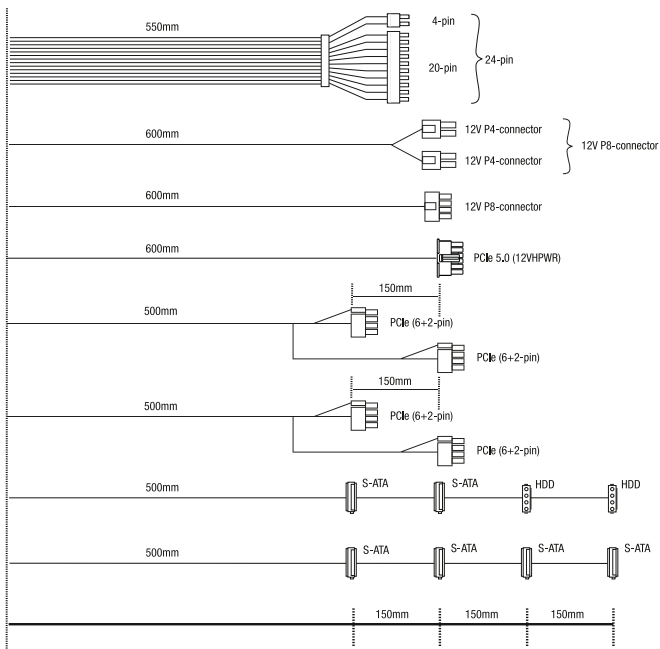 550mm
4-pin
20-pin
24-pin
600mm
12V P4-connector
12V P4-connector
12V P8-connector
600mm
12V P8-connector
600mm
PCIe 5.0 (12VHPWR)
150mm
500mm
PCIe (6+2-pin)
PCIe (6+2-pin)
150mm
500mm
PCIe (6+2-pin)
PCIe (6+2-pin)
500mm
S-ATA
S-ATA
HDD
HDD
500mm
S-ATA
S-ATA
S-ATA
S-ATA
150mm
150mm
150mm